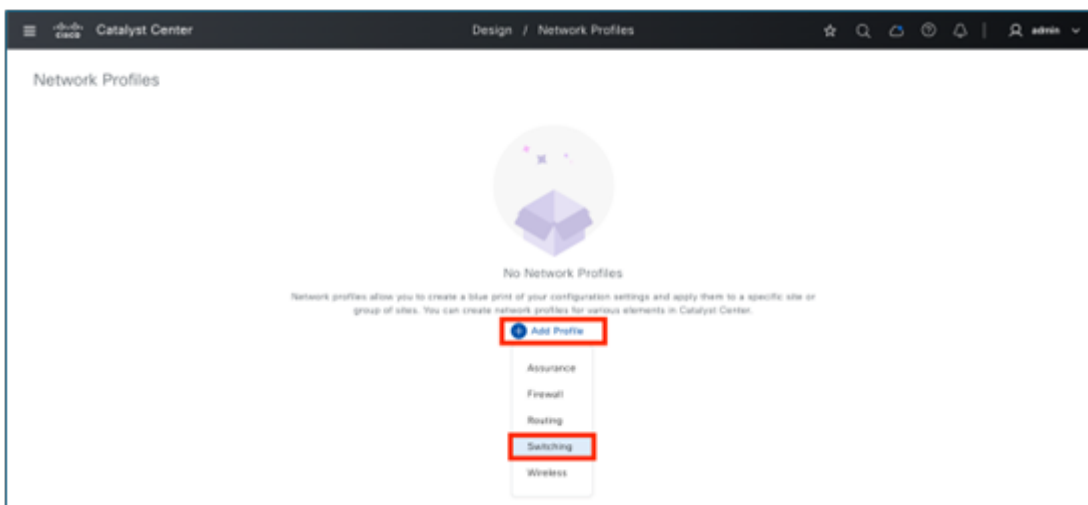 cisco Catalyst Center Design / Network Profiles admin
Network Profiles
No Network Profiles
Network profiles allow you to create a blue print of your configuration settings and apply them to a specific site or
group of sites. You can create network profiles for various elements in Catalyst Center.
Add Profile
Assurance
Firewall
Routing
Switching
Wireless